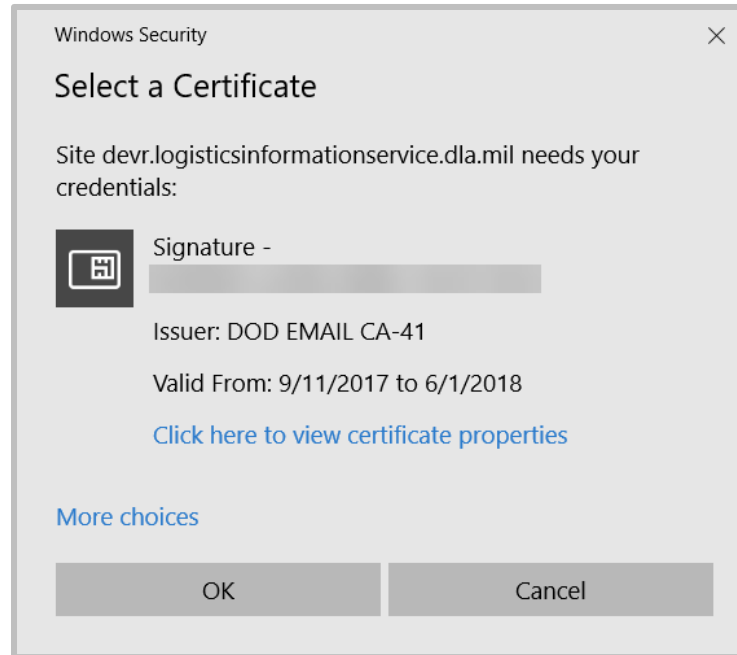 Windows Security
Select a Certificate
Site devr.logisticsinformationservice.dla.mil needs your
credentials:
Signature -
Issuer: DOD EMAIL CA-41
Valid From: 9/11/2017 to 6/1/2018
Click here to view certificate properties
More choices
OK
Cancel